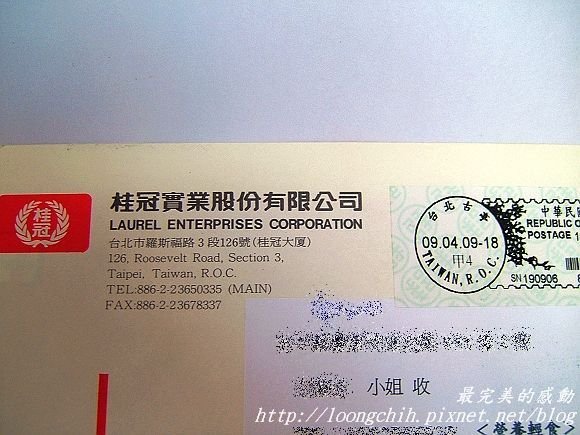 桂冠
桂冠實業股份有限公司
LAUREL ENTERPRISES CORPORATION
台北市羅斯福路3段126號(桂冠大厦)
126, Roosevelt Road, Section 3,
Taipei, Taiwan, R.O.C.
TEL:886-2-23650335 (MAIN)
FAX:886-2-23678337
台北古亭
09.04.09-18
甲4
TAIWAN, R.O.C.
中華民國
REPUBLIC O
POSTAGE 1
SN190906
小姐 收
最完美的感動
http://loongchih.pixnet.net/blog
<營養輕食>